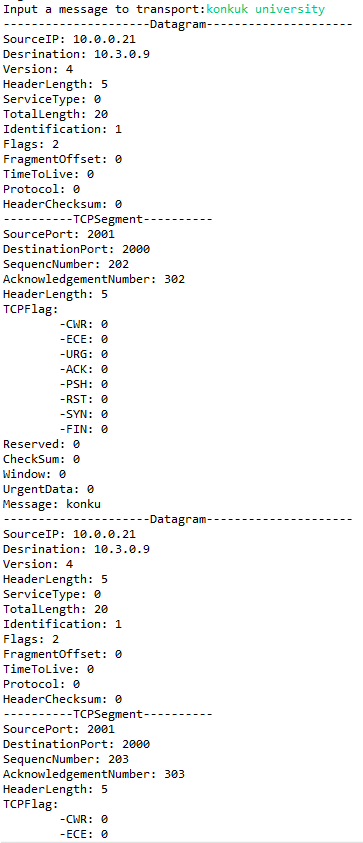 Input a message to transport:konkuk university
---------------------Datagram---------------------
SourceIP: 10.0.0.21
Desrination: 10.3.0.9
Version: 4
HeaderLength: 5
ServiceType: 0
TotalLength: 20
Identification: 1
Flags: 2
FragmentOffset: 0
TimeToLive: 0
Protocol: 0
HeaderChecksum: 0
----------TCPSegment----------
SourcePort: 2001
DestinationPort: 2000
SequencNumber: 202
AcknowledgementNumber: 302
HeaderLength: 5
TCPFlag:
-CWR: 0
-ECE: 0
-URG: 0
-ACK: 0
-PSH: 0
-RST: 0
-SYN: 0
-FIN: 0
Reserved: 0
CheckSum: 0
Window: 0
UrgentData: 0
Message: konku
---------------------Datagram---------------------
SourceIP: 10.0.0.21
Desrination: 10.3.0.9
Version: 4
HeaderLength: 5
ServiceType: 0
TotalLength: 20
Identification: 1
Flags: 2
FragmentOffset: 0
TimeToLive: 0
Protocol: 0
HeaderChecksum: 0
----------TCPSegment----------
SourcePort: 2001
DestinationPort: 2000
SequencNumber: 203
AcknowledgementNumber: 303
HeaderLength: 5
TCPFlag:
-CWR: 0
-ECE: 0